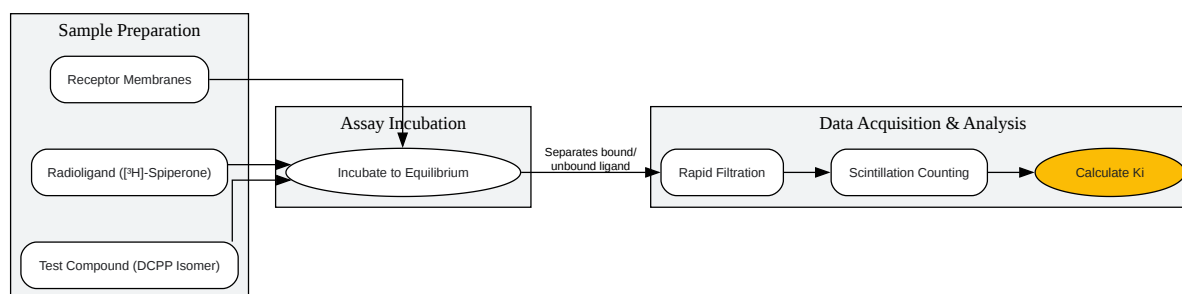 Sample Preparation
Receptor Membranes
Radioligand ([³H]-Spiperone)
Test Compound (DCPP Isomer)
Assay Incubation
Incubate to Equilibrium
Separates bound/
unbound ligand
Data Acquisition & Analysis
Rapid Filtration
Scintillation Counting
Calculate Ki